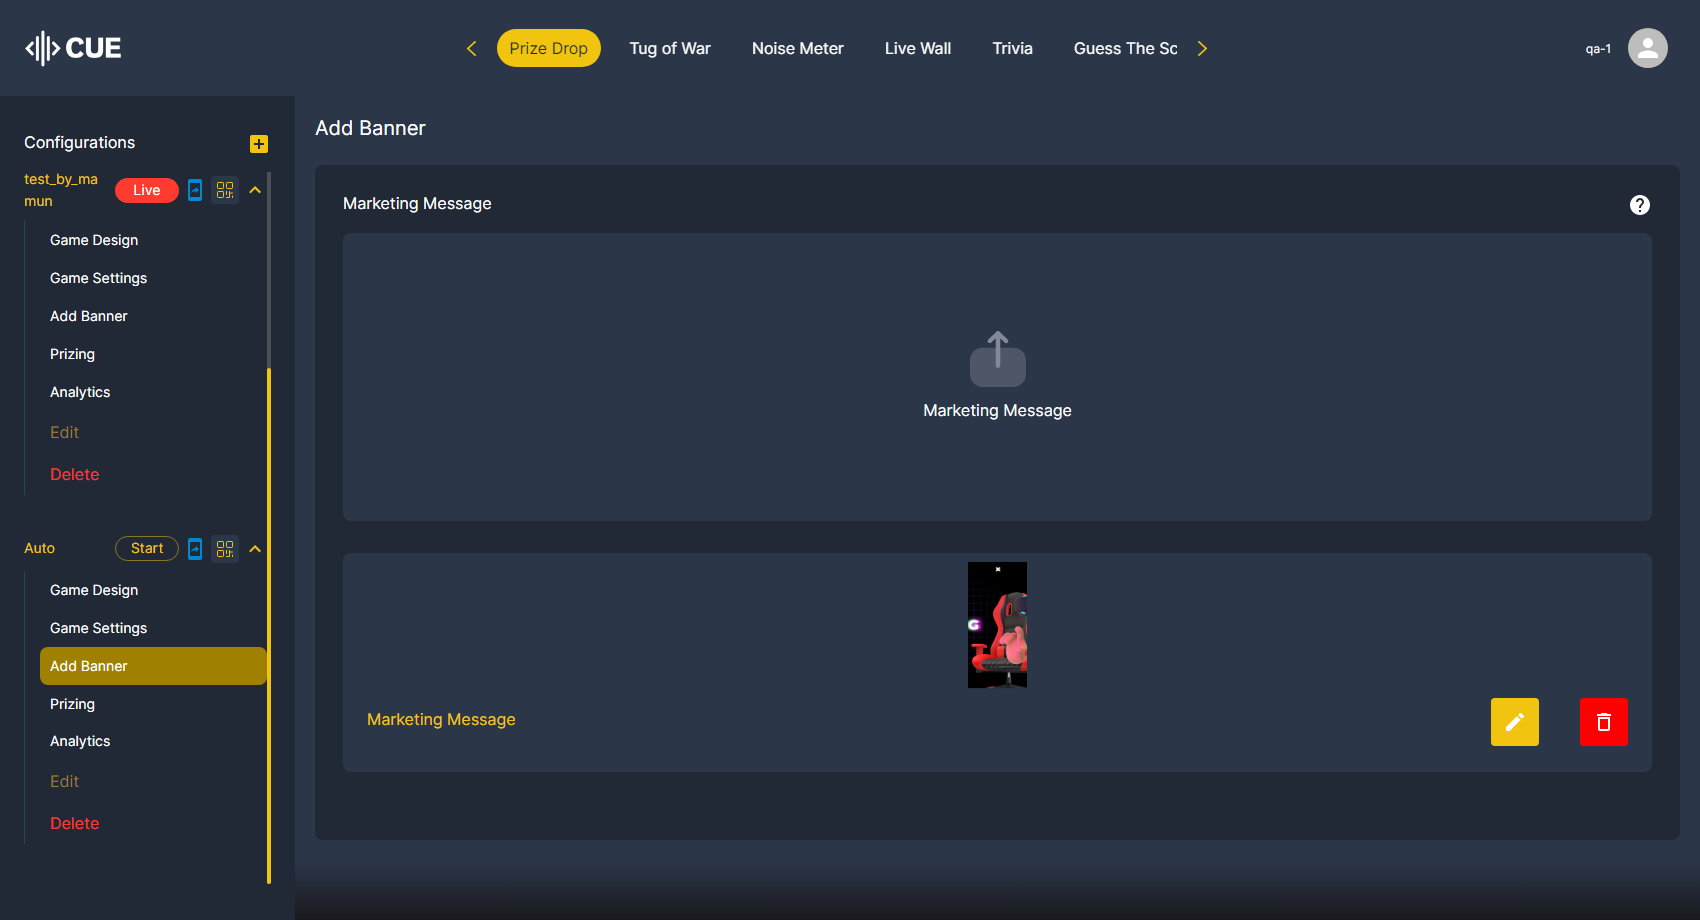 CUE
Prize Drop
Tug of War
Noise Meter
Live Wall
Trivia
Guess The Sc
qa-1
Configurations
test_by_ma
mun
Live
Game Design
Game Settings
Add Banner
Prizing
Analytics
Edit
Delete
Auto
Start
Game Design
Game Settings
Add Banner
Prizing
Analytics
Edit
Delete
Add Banner
Marketing Message
?
Marketing Message
G
Marketing Message